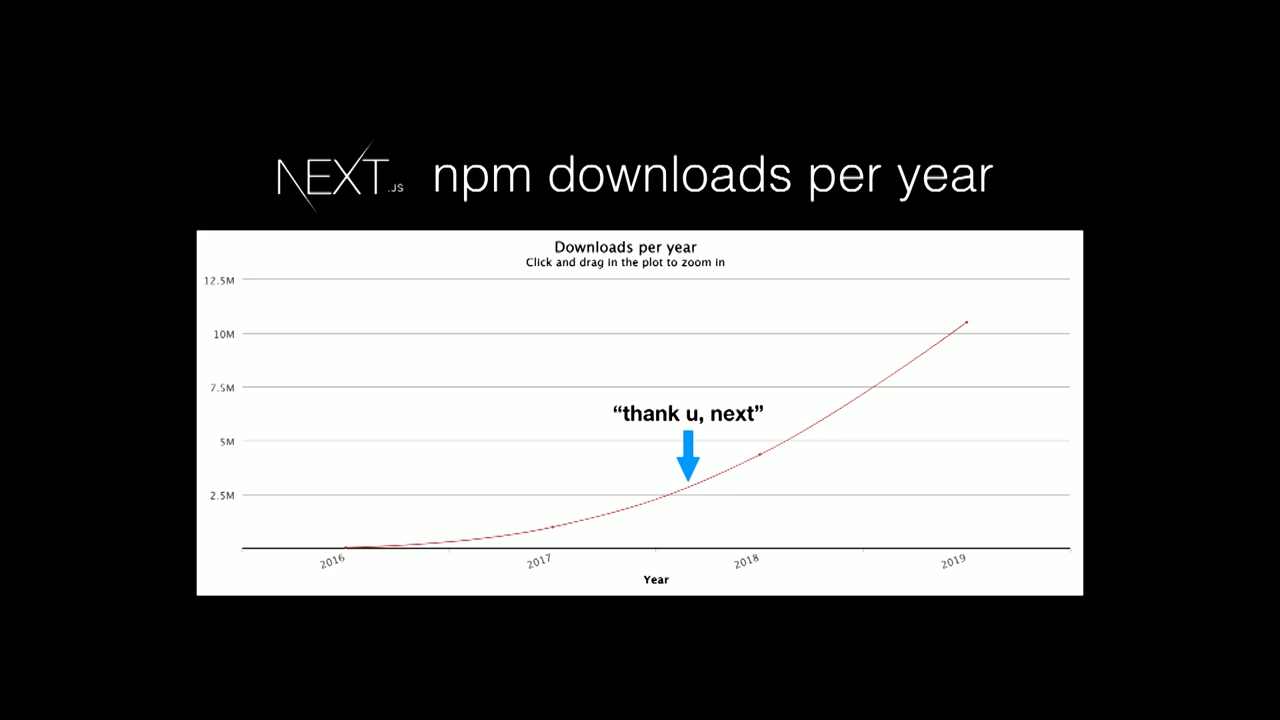 NEXT.JS npm downloads per year
Downloads per year
Click and drag in the plot to zoom in
12.5M
10M
7.5M
“thank u, next”
5M
2.5M
2016 2017 2018 2019
Year